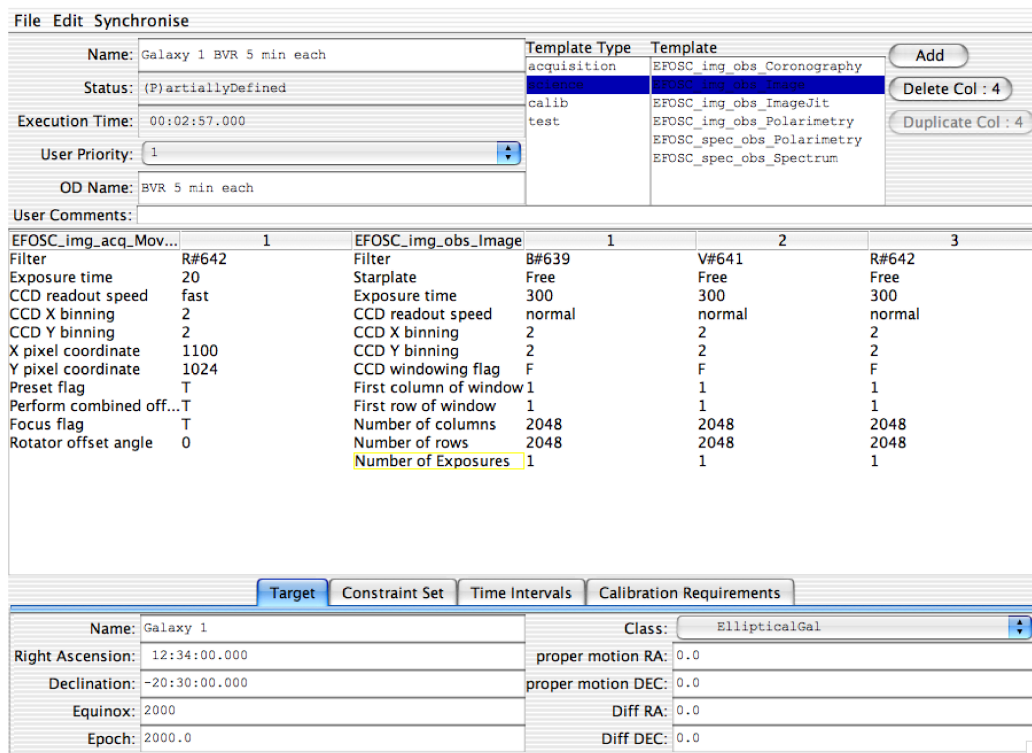 File Edit Synchronise
Name: Galaxy 1 BVR 5 min each
Status: (P)artiallyDefined
Execution Time: 00:02:57.000
User Priority: 1
OD Name: BVR 5 min each
User Comments:
Template Type Template
acquisition EFOSC_img_obs_Coronography
science EFOSC_img_obs_Image
calib EFOSC_img_obs_ImageJit
test EFOSC_img_obs_Polarimetry
EFOSC_spec_obs_Polarimetry
EFOSC_spec_obs_Spectrum
Add
Delete Col : 4
Duplicate Col : 4
EFOSC_img_acq_Mov... 1 EFOSC_img_obs_Image 1 2 3
Filter R#642 Filter B#639 V#641 R#642
Exposure time 20 Starplate Free Free Free
CCD readout speed fast Exposure time 300 300 300
CCD X binning 2 CCD readout speed normal normal normal
CCD Y binning 2 CCD X binning 2 2 2
X pixel coordinate 1100 CCD Y binning 2 2 2
Y pixel coordinate 1024 CCD windowing flag F F F
Preset flag T First column of window 1 1 1
Perform combined off... T First row of window 1 1 1
Focus flag T Number of columns 2048 2048 2048
Rotator offset angle 0 Number of rows 2048 2048 2048
Number of Exposures 1 1 1
Target Constraint Set Time Intervals Calibration Requirements
Name: Galaxy 1 Class: EllipticalGal
Right Ascension: 12:34:00.000 proper motion RA: 0.0
Declination: -20:30:00.000 proper motion DEC: 0.0
Equinox: 2000 Diff RA: 0.0
Epoch: 2000.0 Diff DEC: 0.0